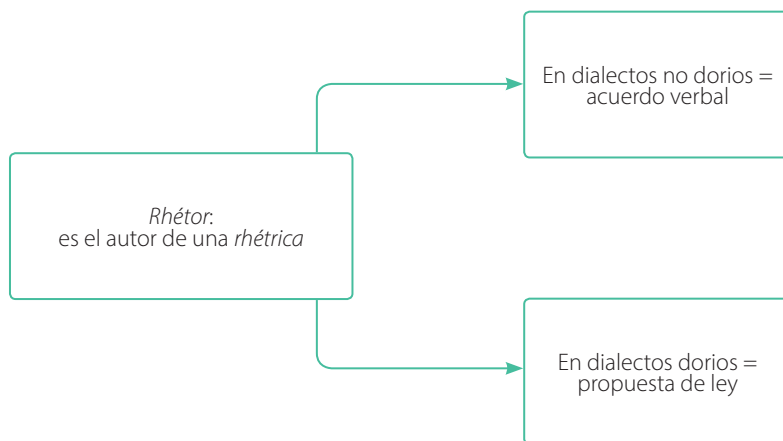 Rhétor:
es el autor de una rhétrica
En dialectos no dorios =
acuerdo verbal
En dialectos dorios =
propuesta de ley